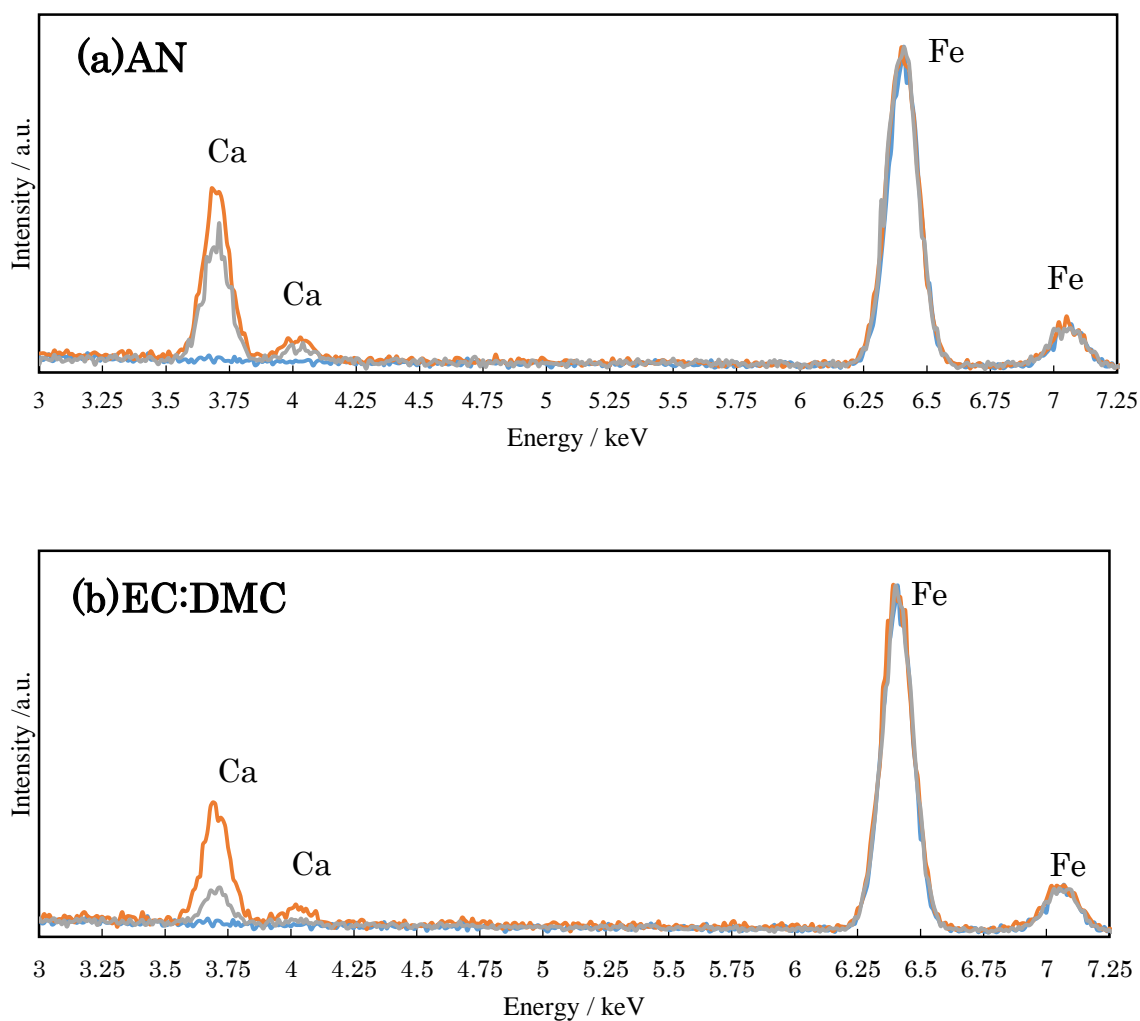 (a)AN
Fe
Ca
Ca
Fe
Intensity / a.u.
3 3.25 3.5 3.75 4 4.25 4.5 4.75 5 5.25 5.5 5.75 6 6.25 6.5 6.75 7 7.25
Energy / keV
(b)EC:DMC
Fe
Ca
Ca
Fe
Intensity /a.u.
3 3.25 3.5 3.75 4 4.25 4.5 4.75 5 5.25 5.5 5.75 6 6.25 6.5 6.75 7 7.25
Energy / keV